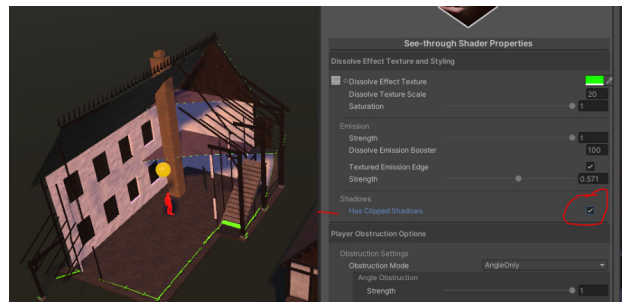 See-through Shader Properties
Dissolve Effect Texture and Styling
Dissolve Effect Texture
Dissolve Texture Scale 20
Saturation 1
Emission
Strength 1
Dissolve Emission Booster 100
Textured Emission Edge
Strength 0.571
Shadows
Has Clipped Shadows
Player Obstruction Options
Obstruction Settings
Obstruction Mode AngleOnly
Angle Obstruction
Strength 1